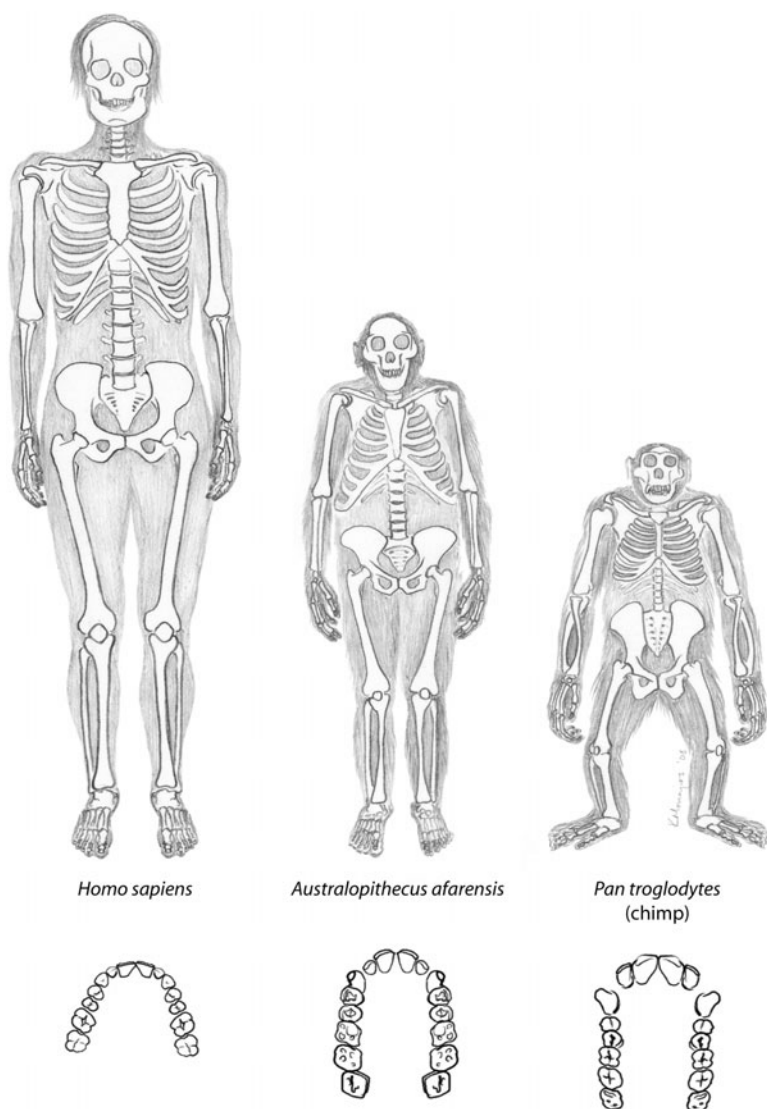 Homo sapiens
Australopithecus afarensis
Pan troglodytes
(chimp)